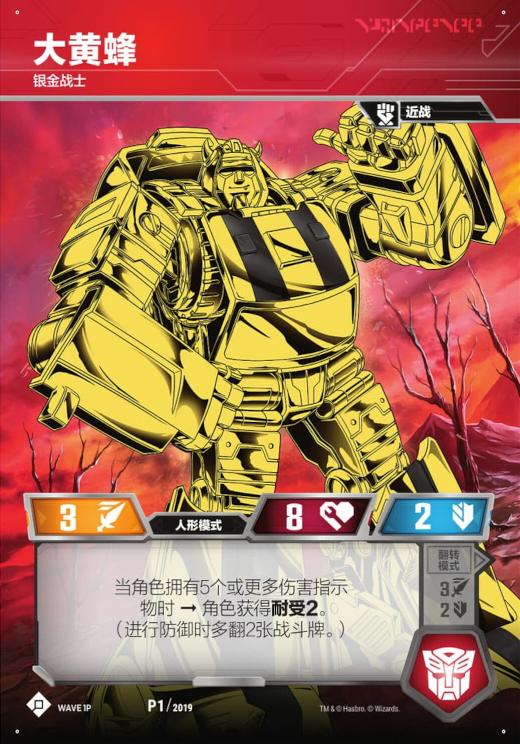 大黄蜂
银金战士
近战
3
人形模式
8
2
当角色拥有5个或更多伤害指示
物时 → 角色获得耐受2。
（进行防御时多翻2张战斗牌。）
翻转
模式
3
2
WAVE 1P
P1/2019
TM & © Hasbro. © Wizards.